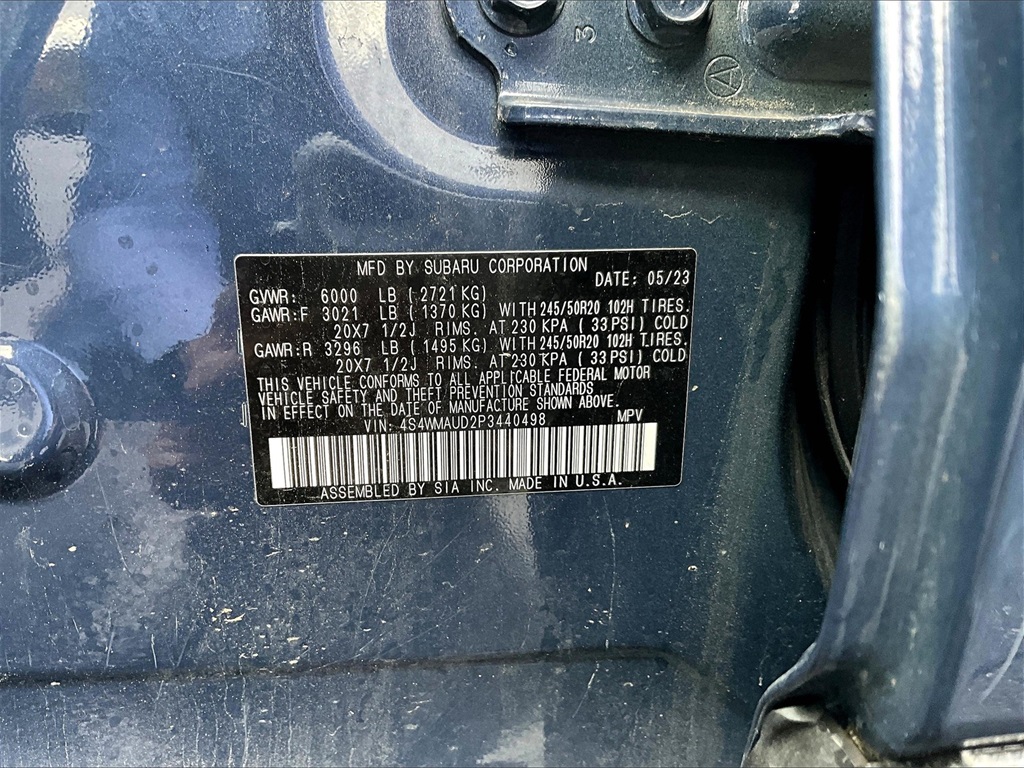 3
A
MFD BY SUBARU CORPORATION
DATE: 05/23
GVWR: 6000 LB ( 2721 KG)
GAWR:F 3021 LB ( 1370 KG) WITH 245/50R20 102H TIRES.
20X7 1/2J RIMS. AT 230 KPA ( 33 PSI) COLD
GAWR:R 3296 LB ( 1495 KG) WITH 245/50R20 102H TIRES.
20X7 1/2J RIMS. AT 230 KPA ( 33 PSI) COLD
THIS VEHICLE CONFORMS TO ALL APPLICABLE FEDERAL MOTOR
VEHICLE SAFETY AND THEFT PREVENTION STANDARDS
IN EFFECT ON THE DATE OF MANUFACTURE SHOWN ABOVE.
VIN: 4S4WMAUD2P3440498 MPV
ASSEMBLED BY SIA INC. MADE IN U.S.A.